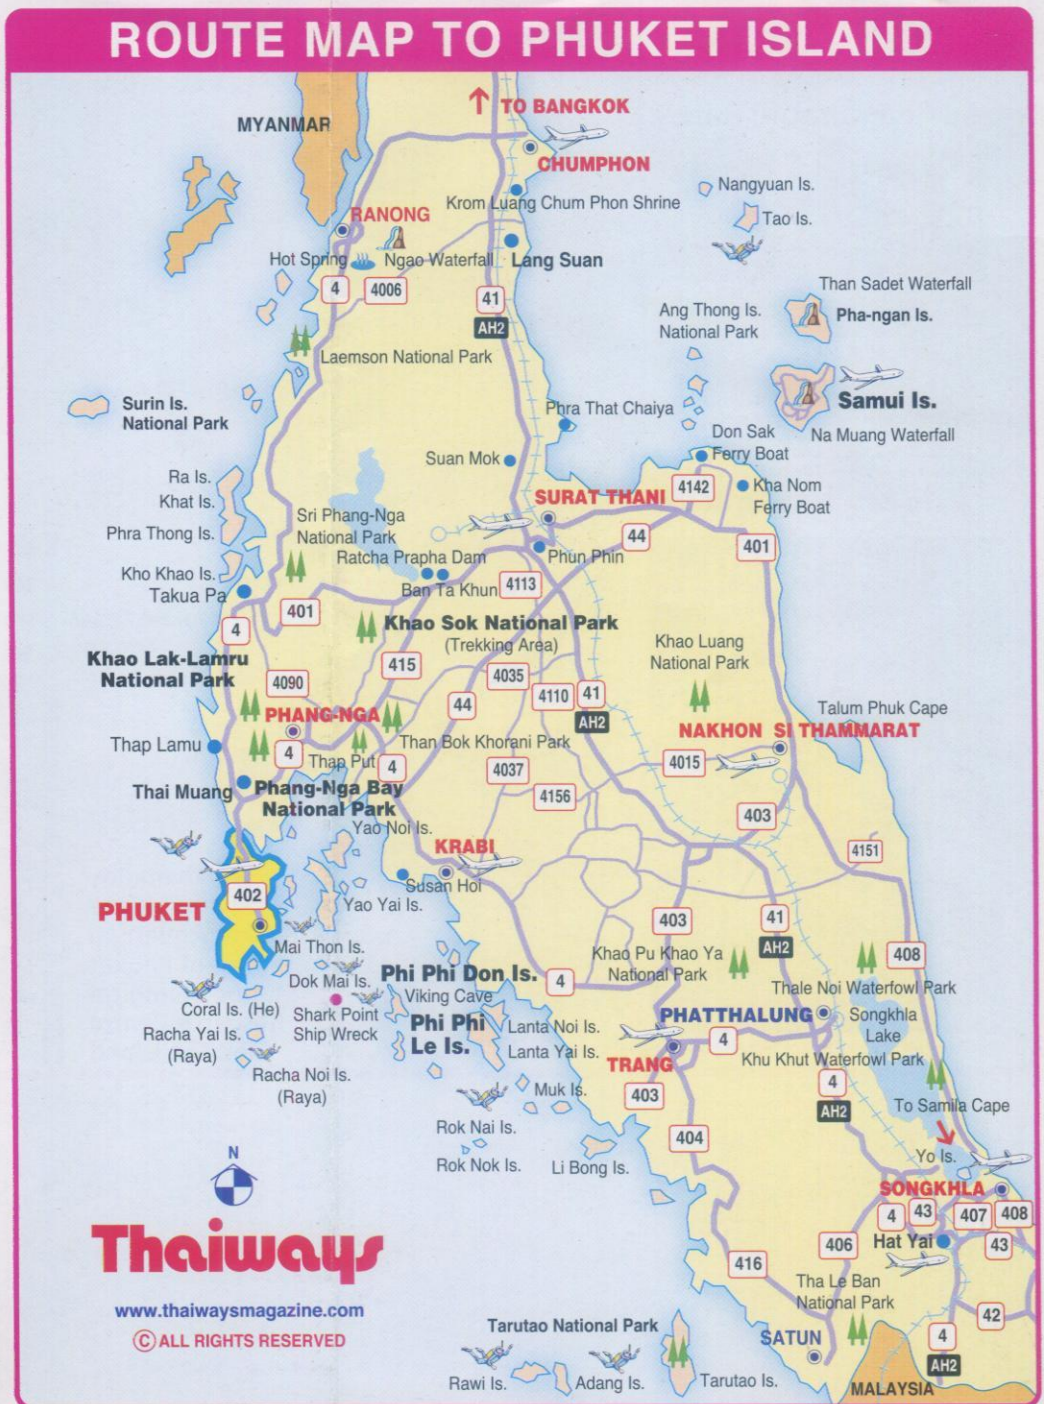 ROUTE MAP TO PHUKET ISLAND
TO BANGKOK
MYANMAR
CHUMPHON
Nangyuan Is.
Krom Luang Chum Phon Shrine
RANONG
Tao Is.
Hot Spring
Ngao Waterfall
Lang Suan
4
4006
41
AH2
Than Sadet Waterfall
Ang Thong Is.
National Park
Pha-ngan Is.
Laemson National Park
Surin Is.
National Park
Samui Is.
Phra That Chaiya
Don Sak
Ferry Boat
Na Muang Waterfall
Suan Mok
Ra Is.
Khat Is.
Phra Thong Is.
Kho Khao Is.
Takua Pa
Sri Phang-Nga
National Park
SURAT THANI
4142
Kha Nom
Ferry Boat
44
401
Ratcha Prapha Dam
Phun Phin
Ban Ta Khun
4113
401
4
Khao Sok National Park
(Trekking Area)
Khao Luang
National Park
Khao Lak-Lamru
National Park
415
4035
4090
44
4110
41
AH2
PHANG-NGA
Talum Phuk Cape
NAKHON SI THAMMARAT
Thap Lamu
4
Thap Put
Than Bok Khorani Park
4
4037
4015
Thai Muang
Phang-Nga Bay
National Park
4156
403
Yao Noi Is.
KRABI
4151
402
Susan Hoi
PHUKET
Yao Yai Is.
403
41
AH2
Mai Thon Is.
Khao Pu Khao Ya
National Park
408
Dok Mai Is.
Phi Phi Don Is.
4
Thale Noi Waterfowl Park
Coral Is. (He)
Shark Point
Ship Wreck
Viking Cave
Phi Phi
Le Is.
PHATTHALUNG
Songkhla
Lake
Racha Yai Is.
(Raya)
Lanta Noi Is.
Lanta Yai Is.
4
Khu Khut Waterfowl Park
TRANG
Racha Noi Is.
(Raya)
Muk Is.
403
4
AH2
To Samila Cape
Rok Nai Is.
404
Rok Nok Is.
Li Bong Is.
Yo Is.
N
SONGKHLA
4
43
407
408
Thaiways
Hat Yai
43
406
416
Tha Le Ban
National Park
www.thaiwaysmagazine.com
© ALL RIGHTS RESERVED
Tarutao National Park
SATUN
42
4
AH2
Rawi Is.
Adang Is.
Tarutao Is.
MALAYSIA